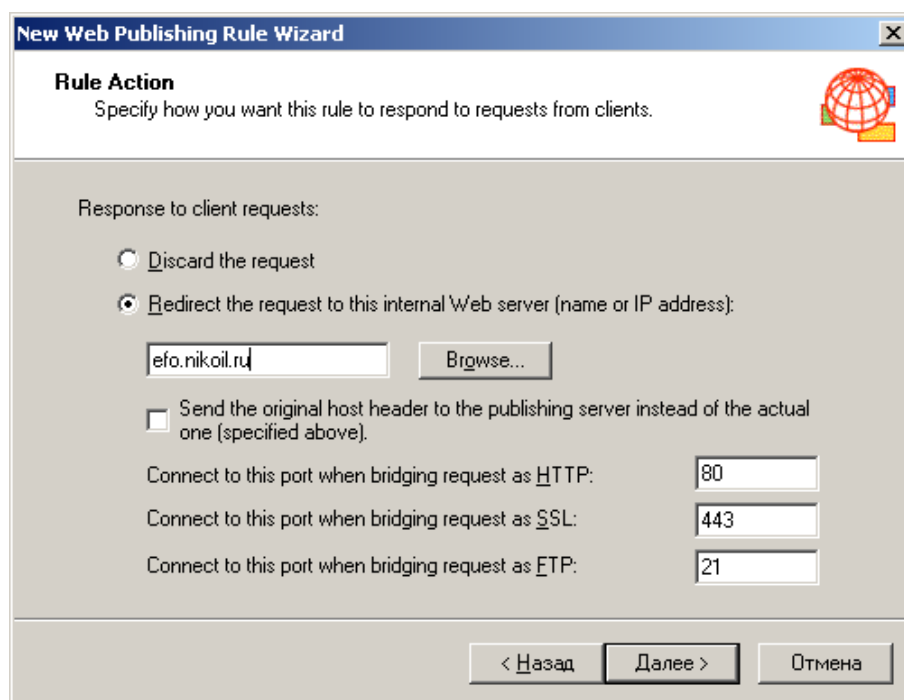 New Web Publishing Rule Wizard
Rule Action
Specify how you want this rule to respond to requests from clients.
Response to client requests:
Discard the request
Redirect the request to this internal Web server (name or IP address):
efo.nikoil.ru
Browse...
Send the original host header to the publishing server instead of the actual
one (specified above).
Connect to this port when bridging request as HTTP:
80
Connect to this port when bridging request as SSL:
443
Connect to this port when bridging request as FTP:
21
< Назад
Далее >
Отмена